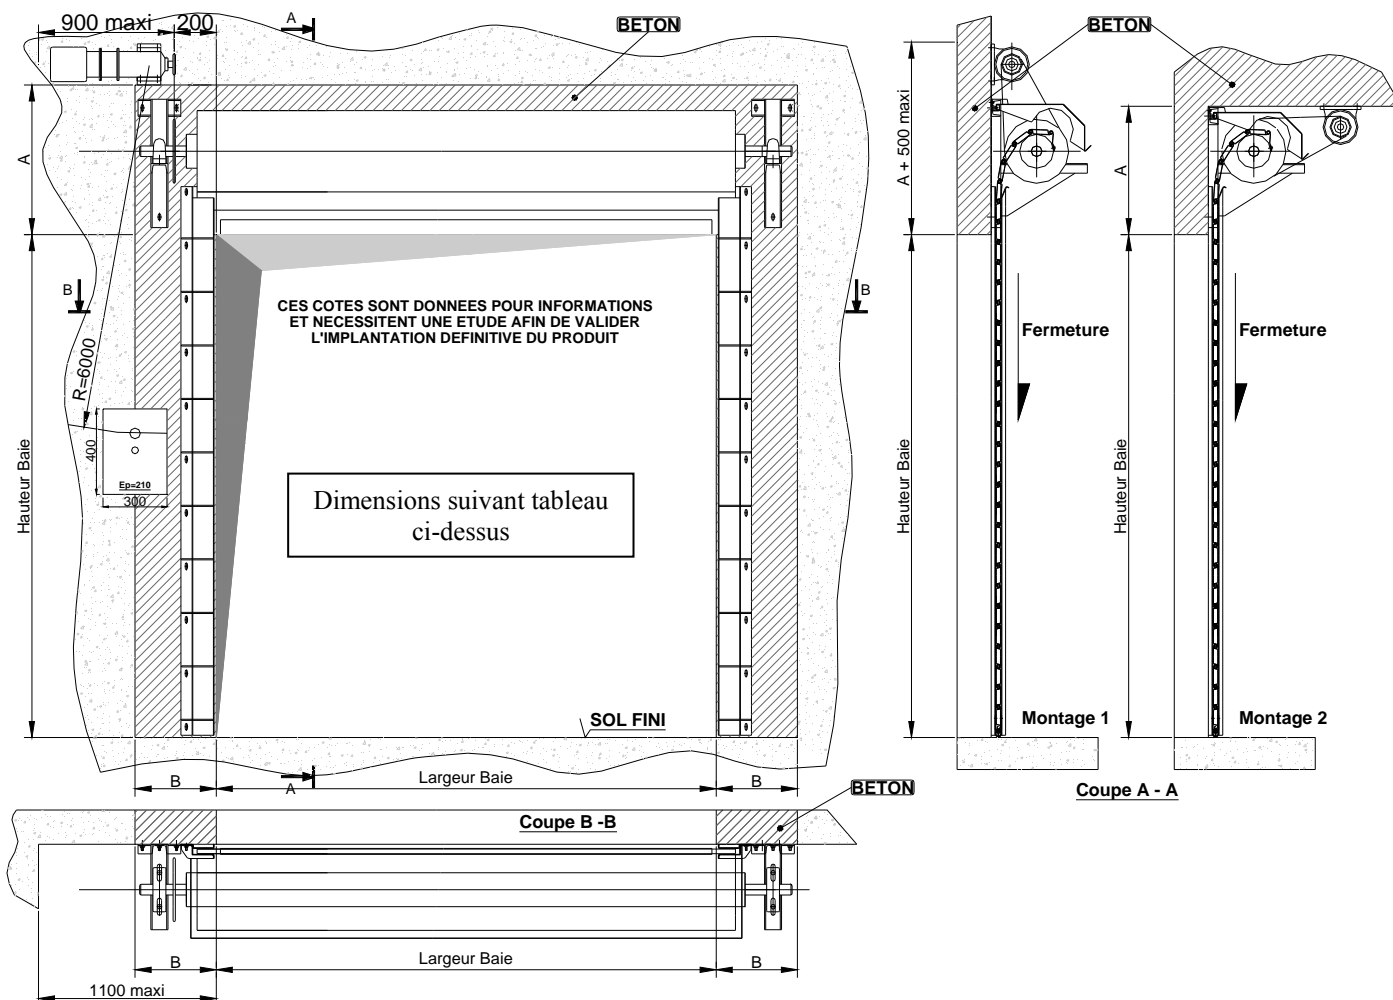 900 maxi
200
A
BETON
BETON
A
A + 500 maxi
A
B
B
CES COTES SONT DONNEES POUR INFORMATIONS
ET NECESSITENT UNE ETUDE AFIN DE VALIDER
L'IMPLANTATION DEFINITIVE DU PRODUIT
Fermeture
Fermeture
R=6000
400
Ep=210
300
Hauteur Baie
Hauteur Baie
Hauteur Baie
Dimensions suivant tableau
ci-dessus
SOL FINI
Montage 1
Montage 2
B
A
Largeur Baie
B
BETON
Coupe A - A
Coupe B -B
B
Largeur Baie
B
1100 maxi